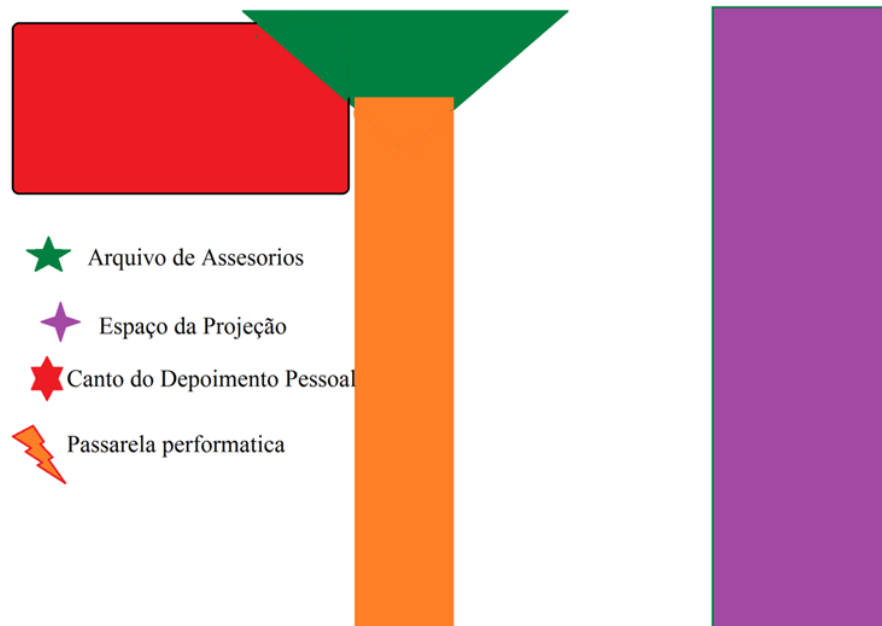 Arquivo de Assesorios
Espaço da Projeção
Canto do Depoimento Pessoal
Passarela performatica